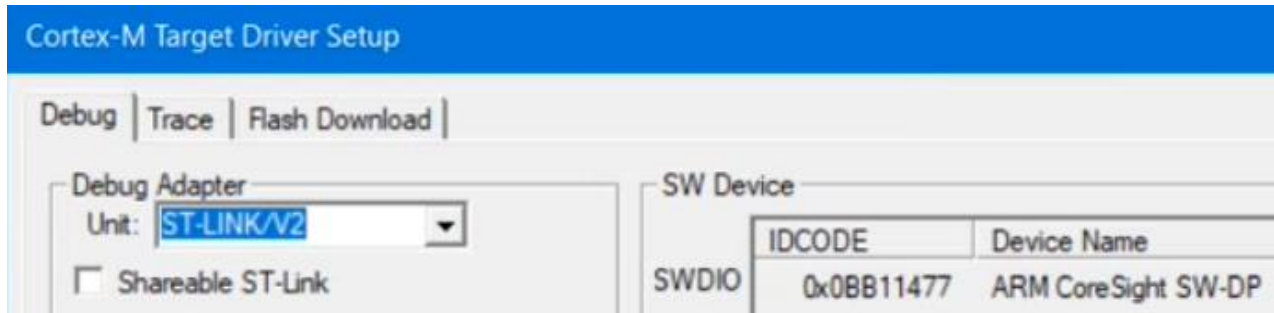 Cortex-M Target Driver Setup
Debug Trace Flash Download
Debug Adapter
Unit: ST-LINK/V2
Shareable ST-Link
SW Device
IDCODE Device Name
SWDIO 0x0BB11477 ARM CoreSight SW-DP